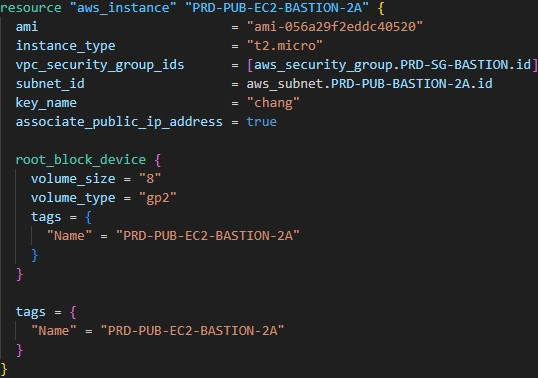 resource "aws_instance" "PRD-PUB-EC2-BASTION-2A" {
  ami                         = "ami-056a29f2eddc40520"
  instance_type               = "t2.micro"
  vpc_security_group_ids      = [aws_security_group.PRD-SG-BASTION.id]
  subnet_id                   = aws_subnet.PRD-PUB-BASTION-2A.id
  key_name                    = "chang"
  associate_public_ip_address = true

  root_block_device {
    volume_size = "8"
    volume_type = "gp2"
    tags = {
      "Name" = "PRD-PUB-EC2-BASTION-2A"
    }
  }

  tags = {
    "Name" = "PRD-PUB-EC2-BASTION-2A"
  }
}